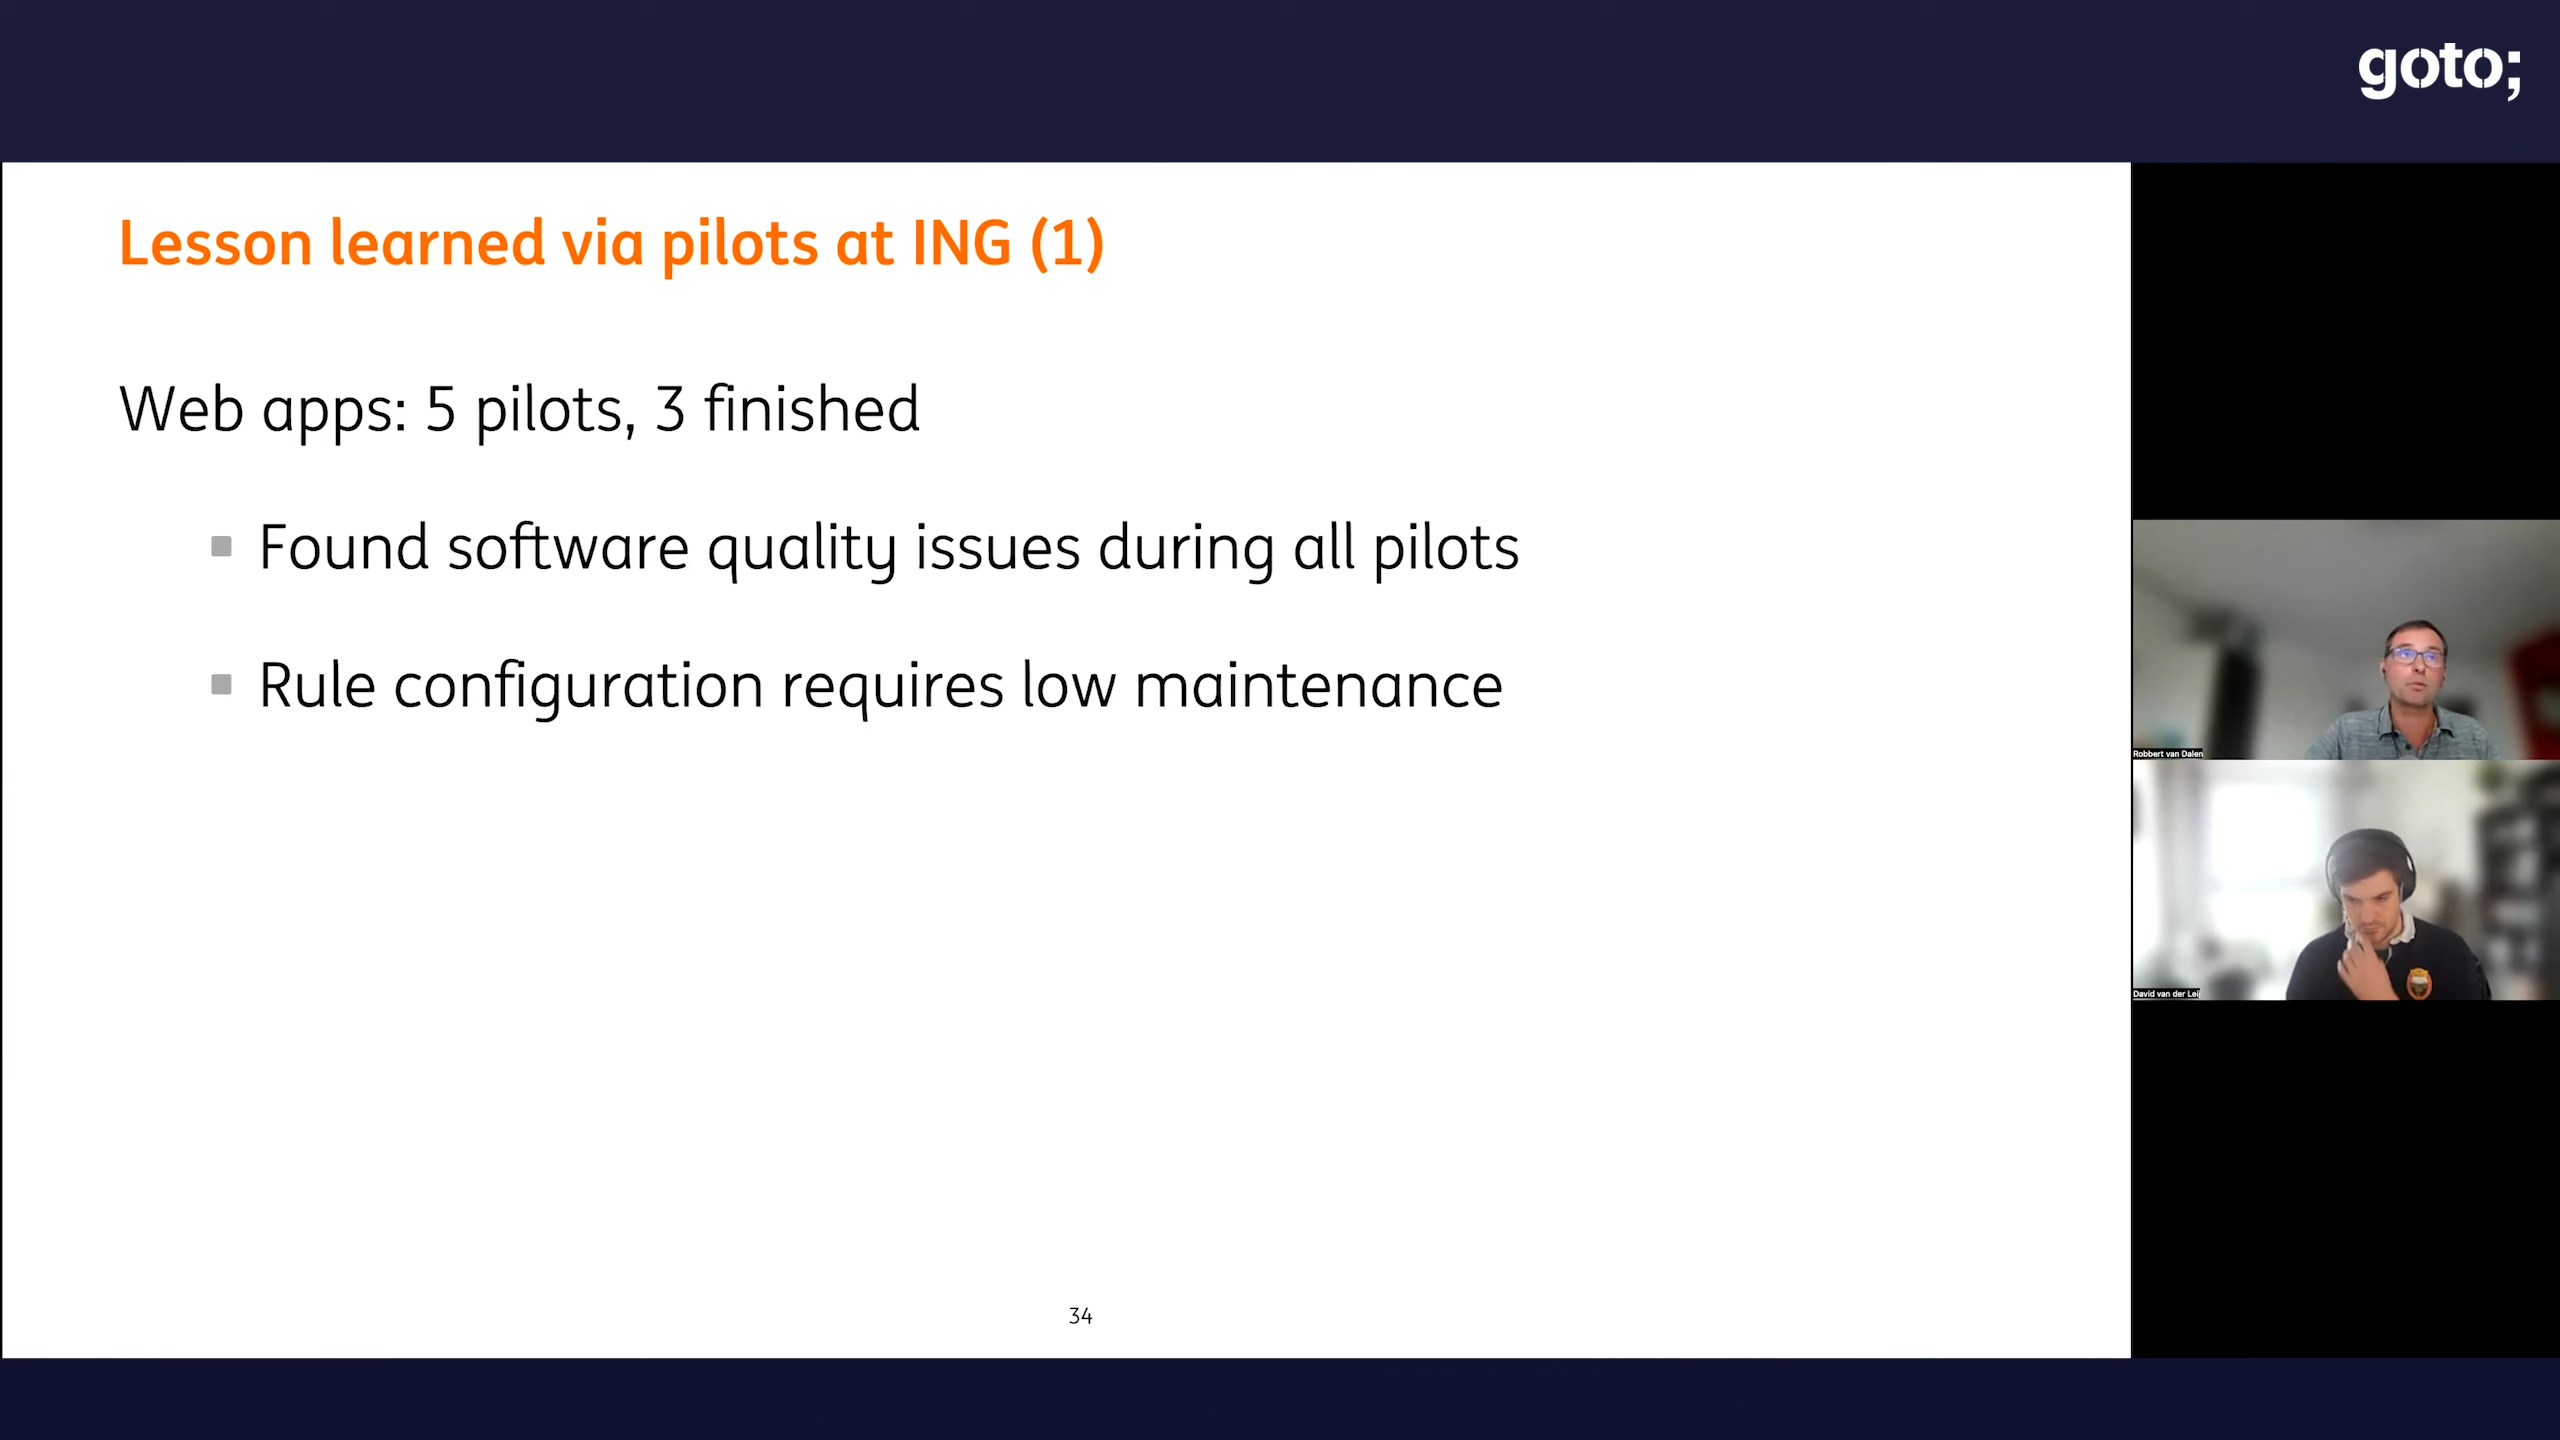 goto;
Lesson learned via pilots at ING (1)
Web apps: 5 pilots, 3 finished
Found software quality issues during all pilots
Rule configuration requires low maintenance
34
Robbert van Dalen
David van der Leij